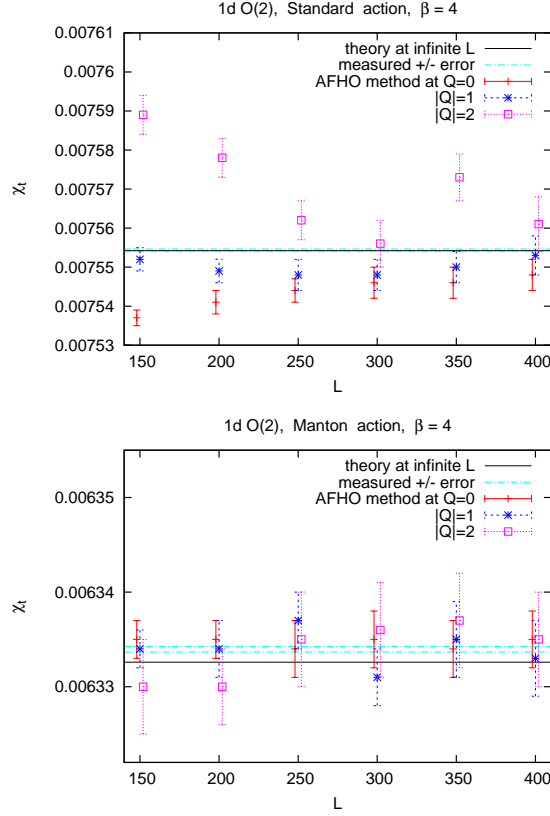 1d O(2), Standard action, β = 4
theory at infinite L
measured +/- error
AFHO method at Q=0
|Q|=1
|Q|=2
0.00761
0.0076
0.00759
0.00758
0.00757
0.00756
0.00755
0.00754
0.00753
χt
150 200 250 300 350 400
L
1d O(2), Manton action, β = 4
theory at infinite L
measured +/- error
AFHO method at Q=0
|Q|=1
|Q|=2
0.00635
0.00634
0.00633
χt
150 200 250 300 350 400
L